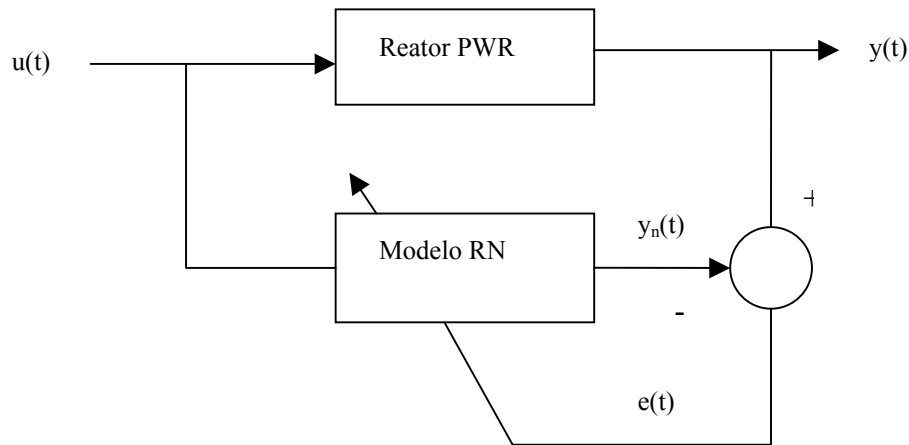 Reator PWR
u(t)
y(t)
+
yₙ(t)
Modelo RN
-
e(t)